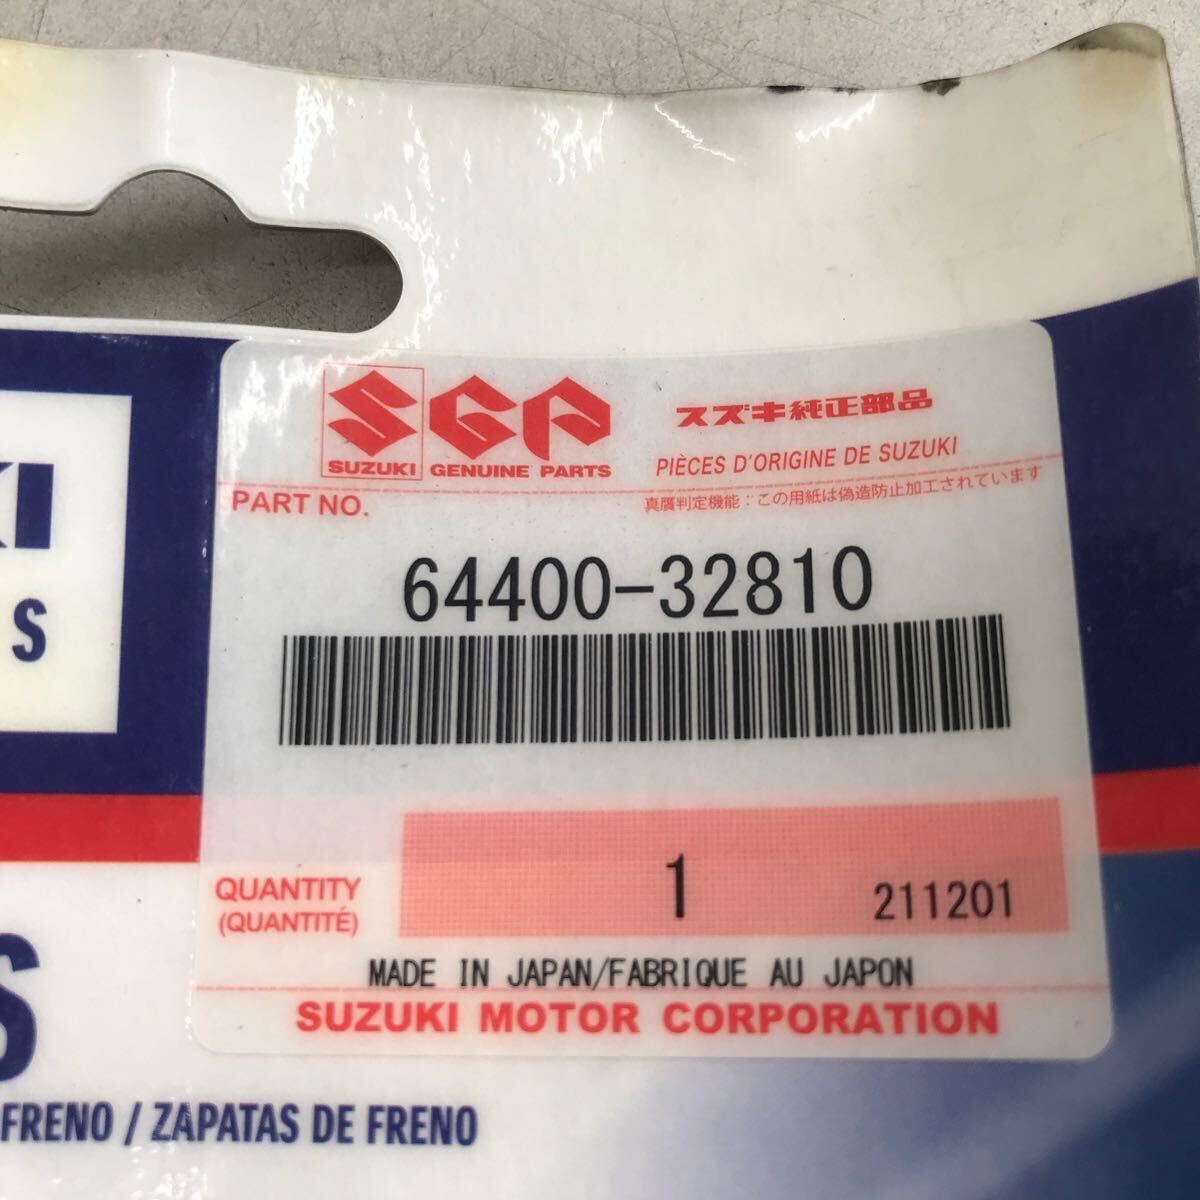 SUZUKI
SGP
GENUINE PARTS
スズキ純正部品
PIÈCES D'ORIGINE DE SUZUKI
PART NO.
真贋判定機能：この用紙は偽造防止加工されています
64400-32810
KI
S
QUANTITY
(QUANTITÉ)
1
211201
MADE IN JAPAN/FABRIQUE AU JAPON
SUZUKI MOTOR CORPORATION
S
FRENO / ZAPATAS DE FRENO